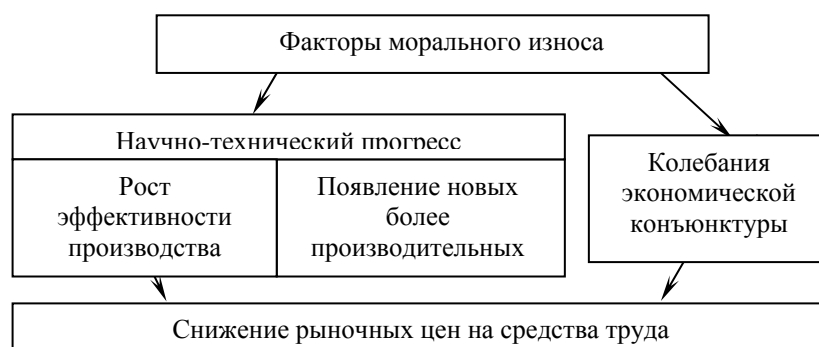 Факторы морального износа
Научно-технический прогресс
Рост
эффективности
производства
Появление новых
более
производительных
Колебания
экономической
конъюнктуры
Снижение рыночных цен на средства труда